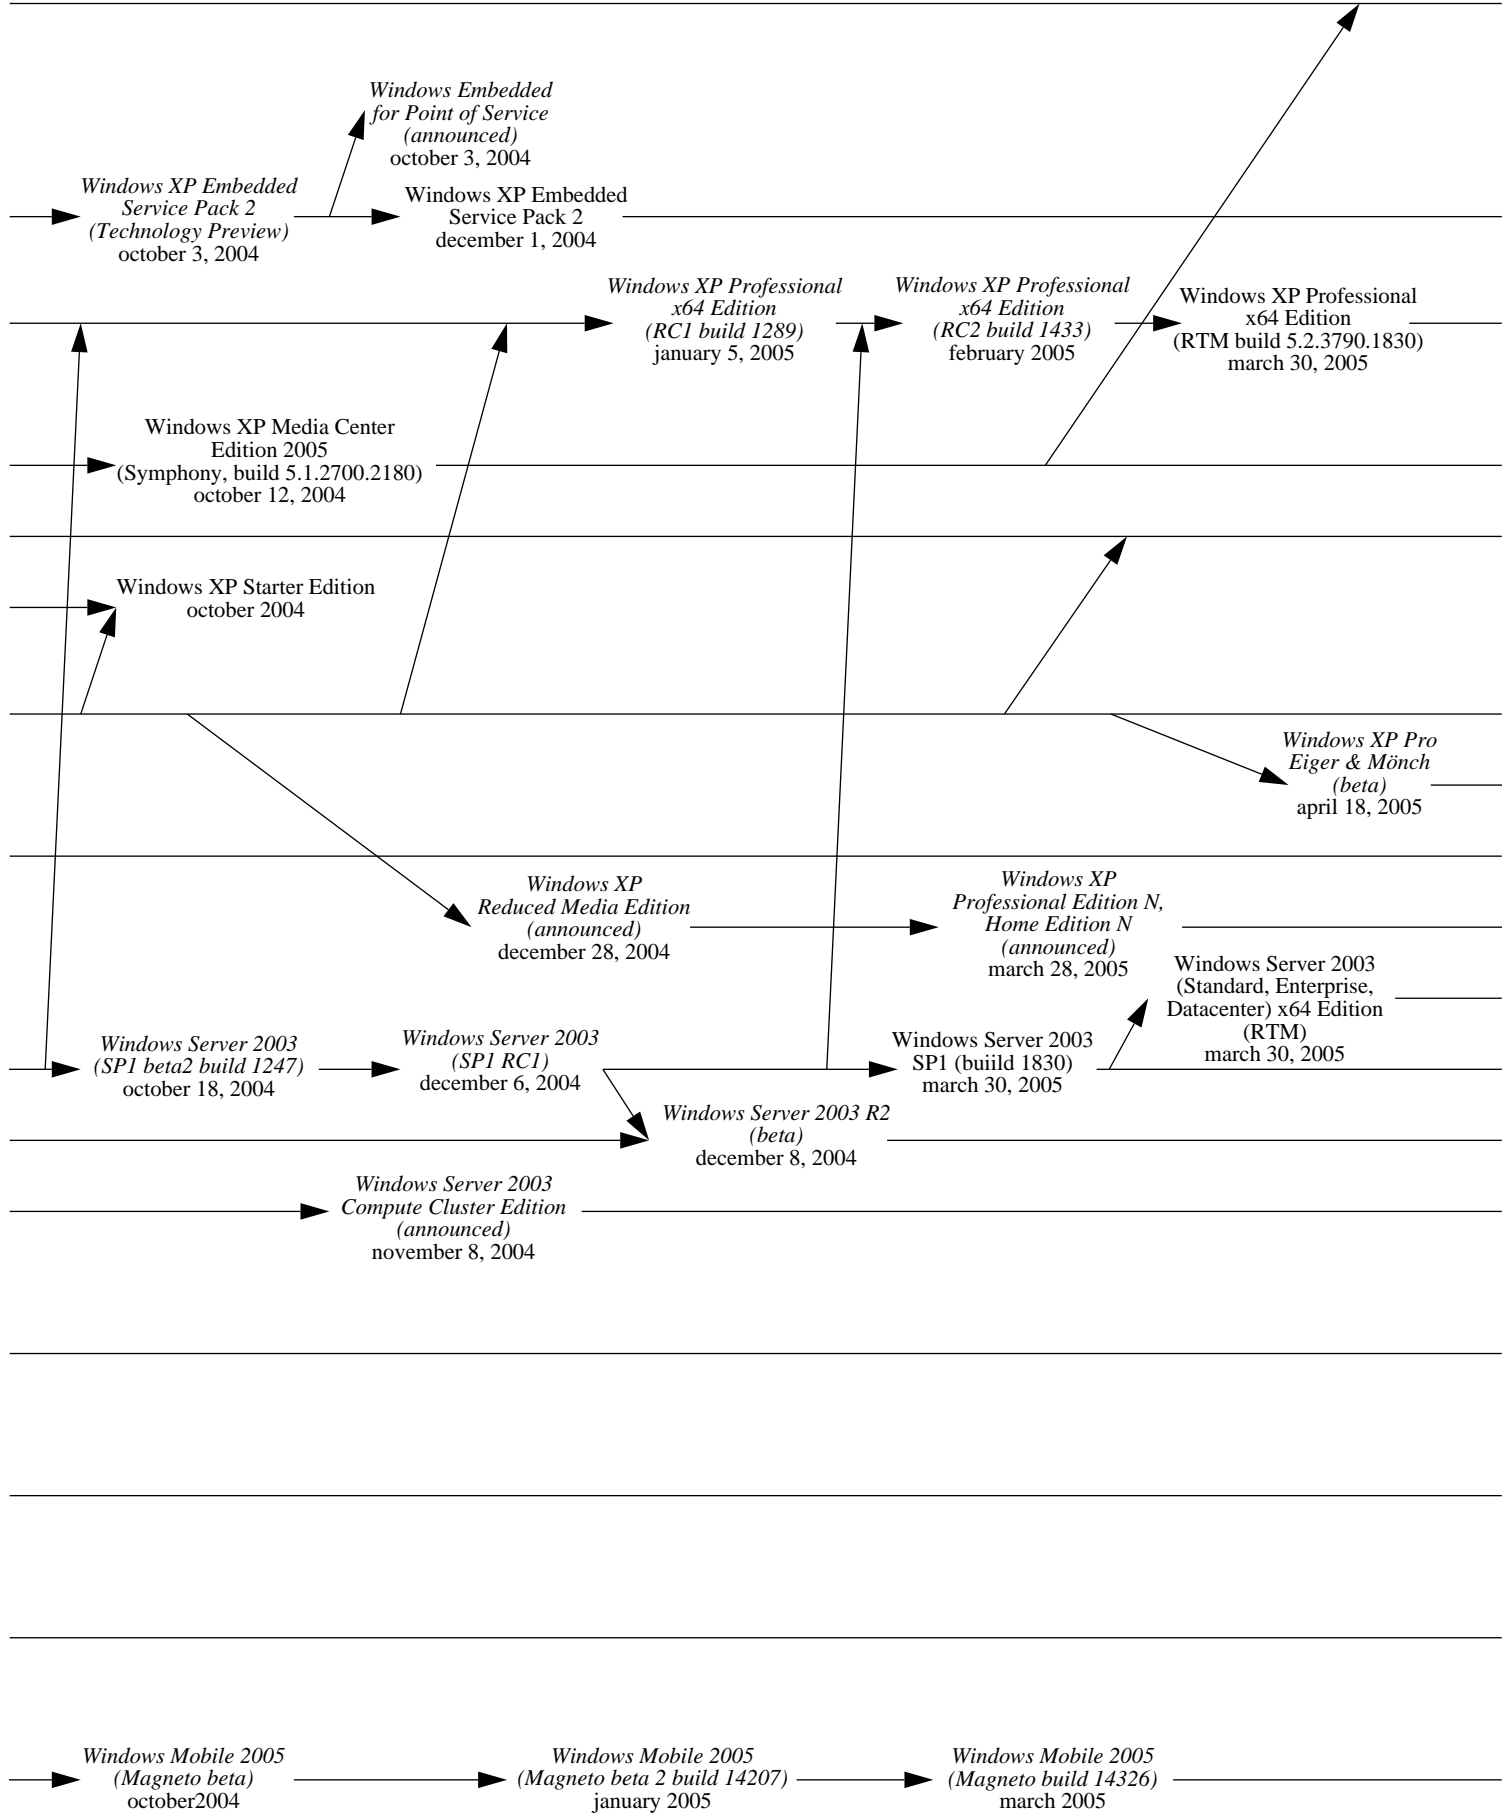 Windows Embedded
for Point of Service
(announced)
october 3, 2004
Windows XP Embedded
Service Pack 2
(Technology Preview)
october 3, 2004
Windows XP Embedded
Service Pack 2
december 1, 2004
Windows XP Professional
x64 Edition
(RC1 build 1289)
january 5, 2005
Windows XP Professional
x64 Edition
(RC2 build 1433)
february 2005
Windows XP Professional
x64 Edition
(RTM build 5.2.3790.1830)
march 30, 2005
Windows XP Media Center
Edition 2005
(Symphony, build 5.1.2700.2180)
october 12, 2004
Windows XP Starter Edition
october 2004
Windows XP Pro
Eiger & Mönch
(beta)
april 18, 2005
Windows XP
Reduced Media Edition
(announced)
december 28, 2004
Windows XP
Professional Edition N,
Home Edition N
(announced)
march 28, 2005
Windows Server 2003
(Standard, Enterprise,
Datacenter) x64 Edition
(RTM)
march 30, 2005
Windows Server 2003
(SP1 beta2 build 1247)
october 18, 2004
Windows Server 2003
(SP1 RC1)
december 6, 2004
Windows Server 2003
SP1 (buiild 1830)
march 30, 2005
Windows Server 2003 R2
(beta)
december 8, 2004
Windows Server 2003
Compute Cluster Edition
(announced)
november 8, 2004
Windows Mobile 2005
(Magneto beta)
october2004
Windows Mobile 2005
(Magneto beta 2 build 14207)
january 2005
Windows Mobile 2005
(Magneto build 14326)
march 2005